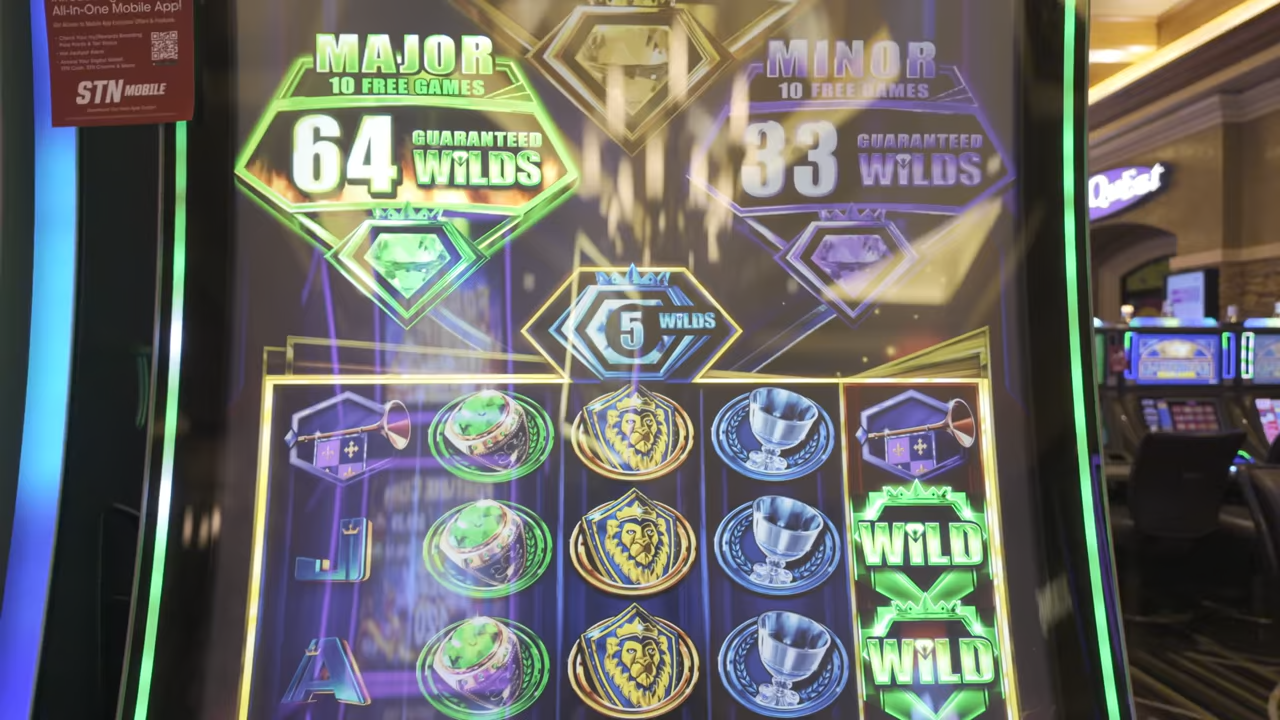 All-In-One Mobile App!
STN MOBILE
MAJOR
10 FREE GAMES
64 GUARANTEED
WILDS
MINOR
10 FREE GAMES
33 GUARANTEED
WILDS
Quest
5 WILDS
J
WILD
A
WILD